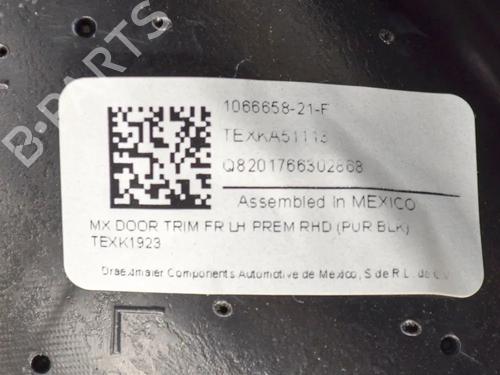 B-PARTS
1066658-21-F
TEXKA51113
Q8201766302868
Assembled in MEXICO
MX DOOR TRIM FR LH PREM RHD (PUR BLK)
TEXK1923
Draexlmaier Components Automotive de Mexico, S de R.L. de C.V.